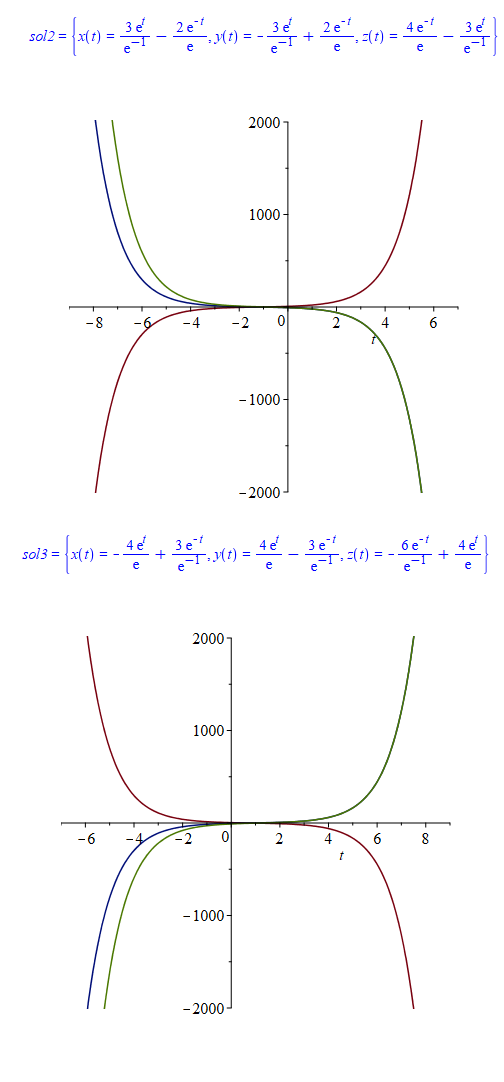 sol2 = {x(t) = 3 e^t / e^−1 − 2 e^−t / e, y(t) = − 3 e^t / e^−1 + 2 e^−t / e, z(t) = 4 e^−t / e − 3 e^t / e^−1}
2000
1000
−8 −6 −4 −2 0 2 4 6
t
−1000
−2000
sol3 = {x(t) = − 4 e^t / e + 3 e^−t / e^−1, y(t) = 4 e^t / e − 3 e^−t / e^−1, z(t) = − 6 e^−t / e^−1 + 4 e^t / e}
2000
1000
−6 −4 −2 0 2 4 6 8
t
−1000
−2000